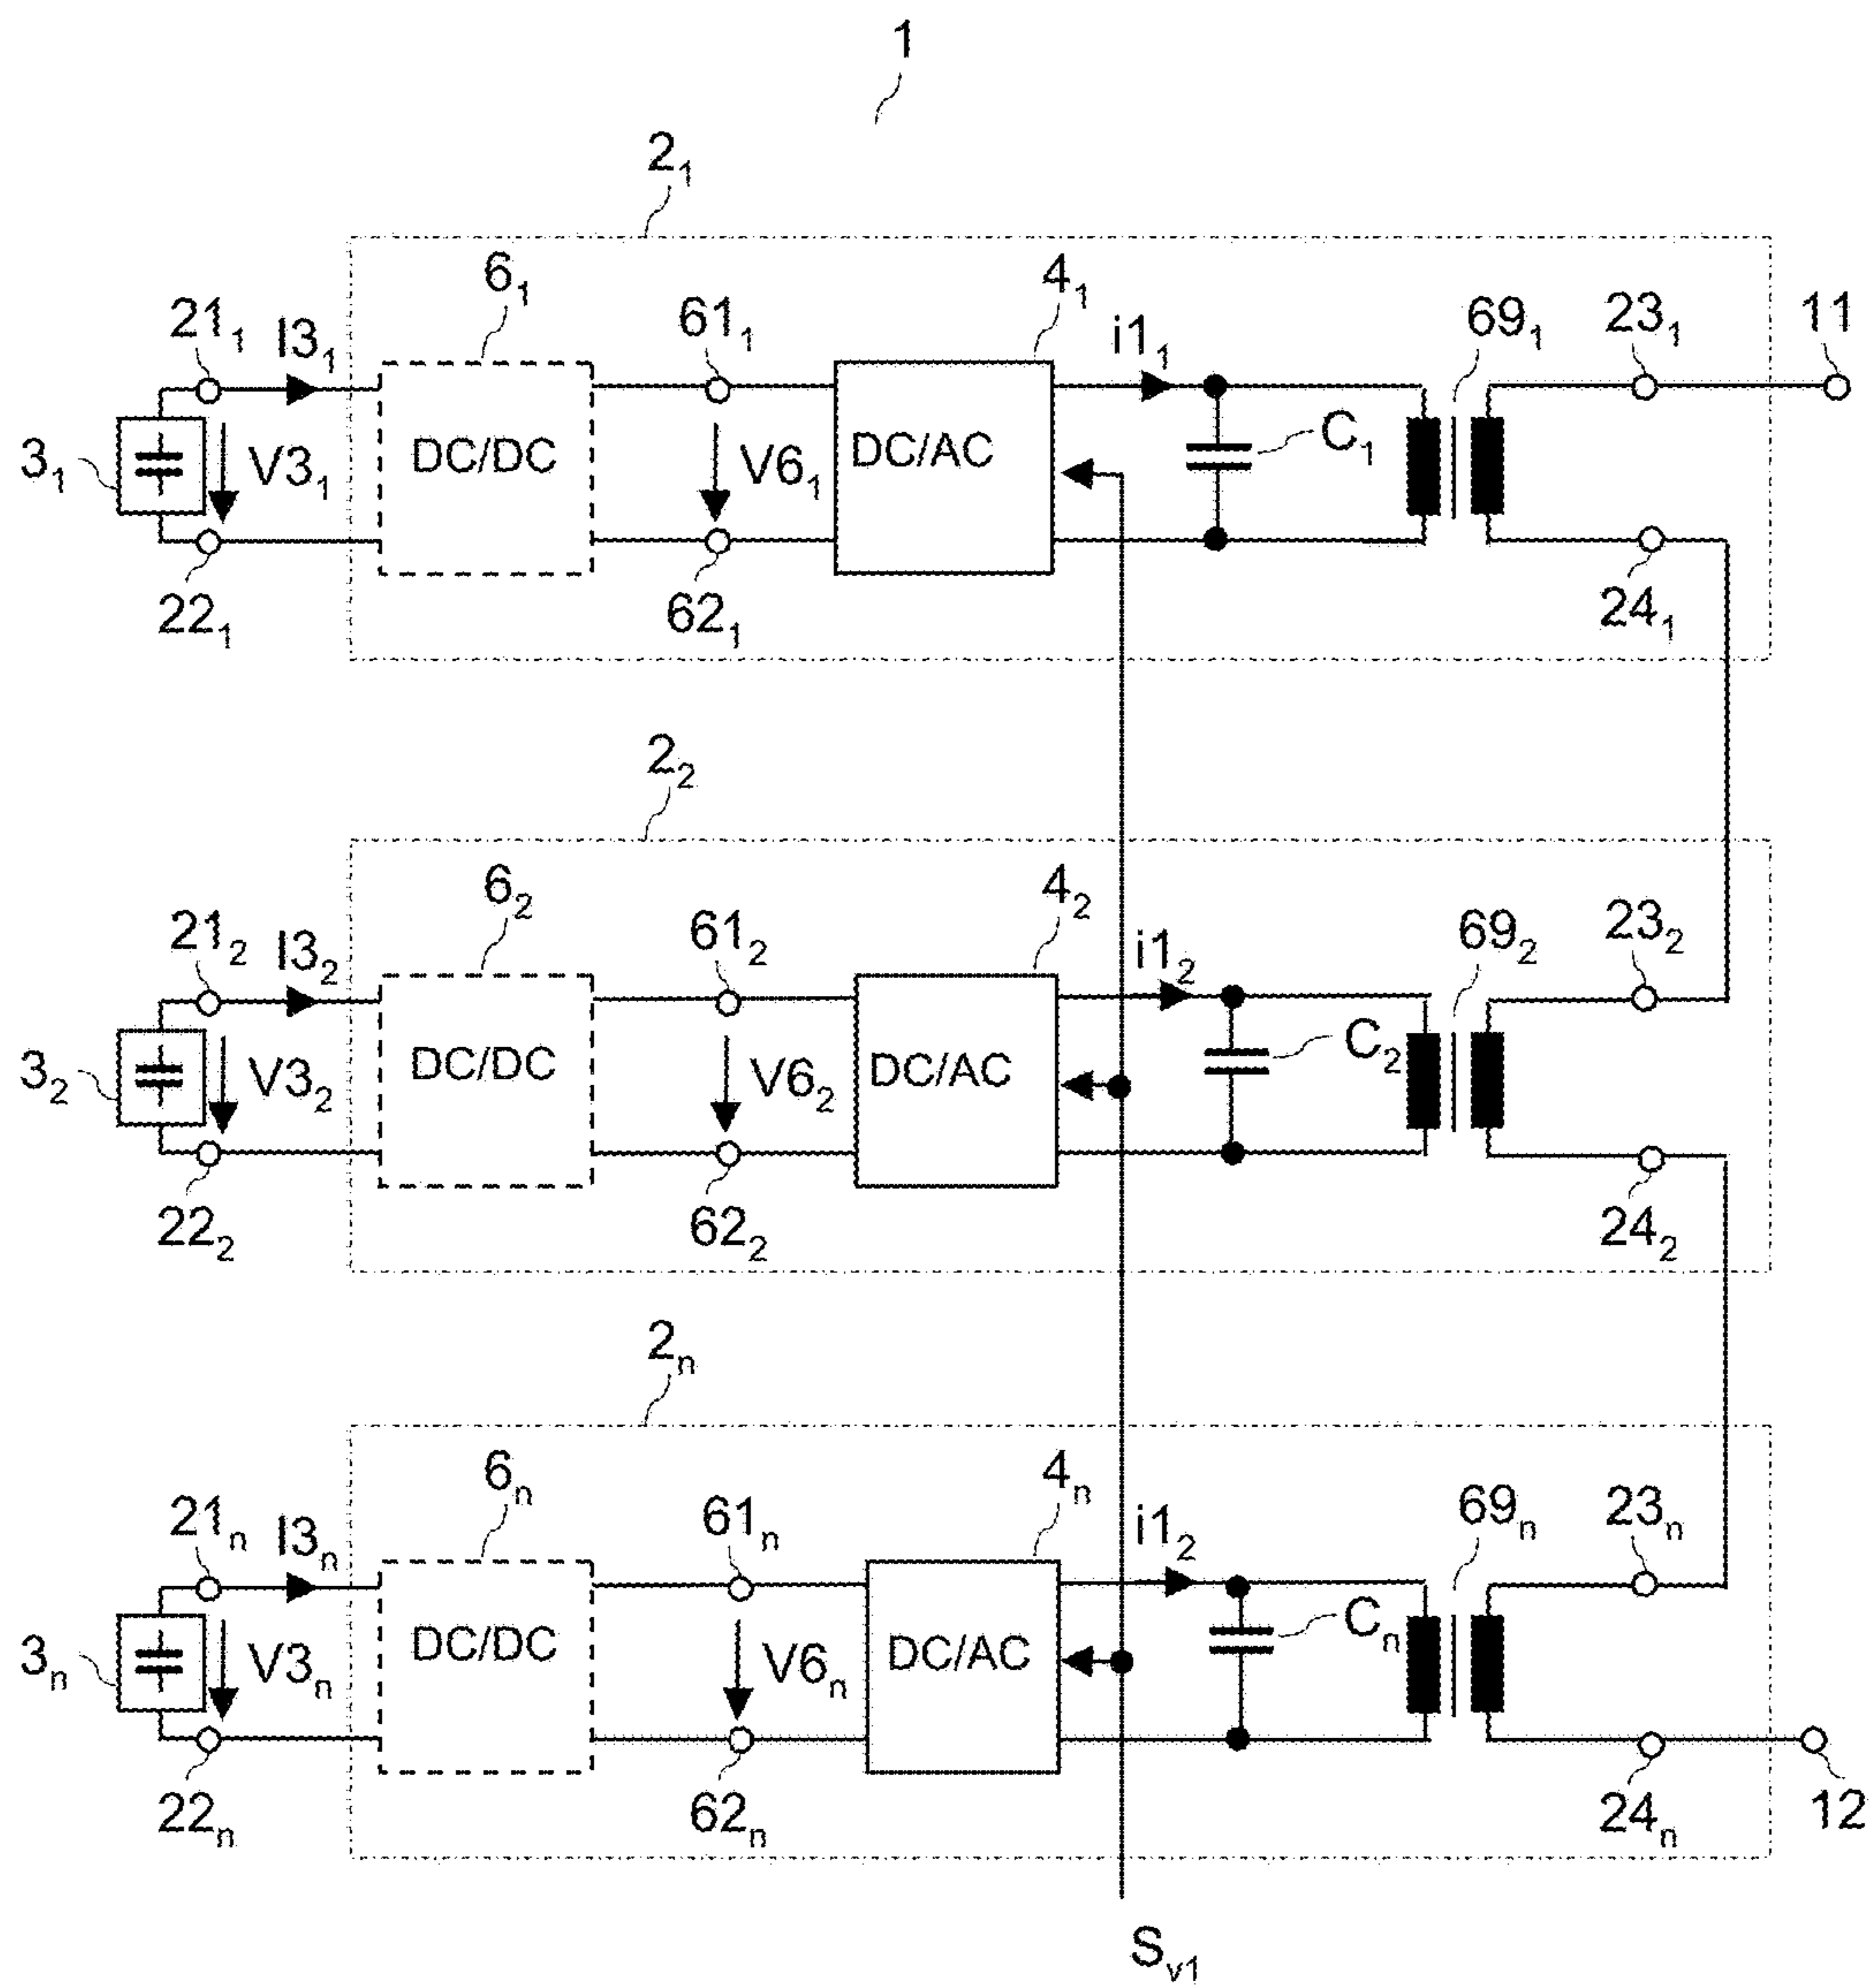 1
2₁
6₁
4₁
21₁ I3₁ 61₁ i1₁ 69₁ 23₁ 11
3₁ V3₁ DC/DC V6₁ DC/AC C₁
22₁ 62₁ 24₁
2₂
6₂ 4₂
21₂ I3₂ 61₂ i1₂ 69₂ 23₂
3₂ V3₂ DC/DC V6₂ DC/AC C₂
22₂ 62₂ 24₂
2ₙ
6ₙ 4ₙ
21ₙ I3ₙ 61ₙ i1₂ 69ₙ 23ₙ
3ₙ V3ₙ DC/DC V6ₙ DC/AC Cₙ
22ₙ 62ₙ 24ₙ 12
Sᵥ₁